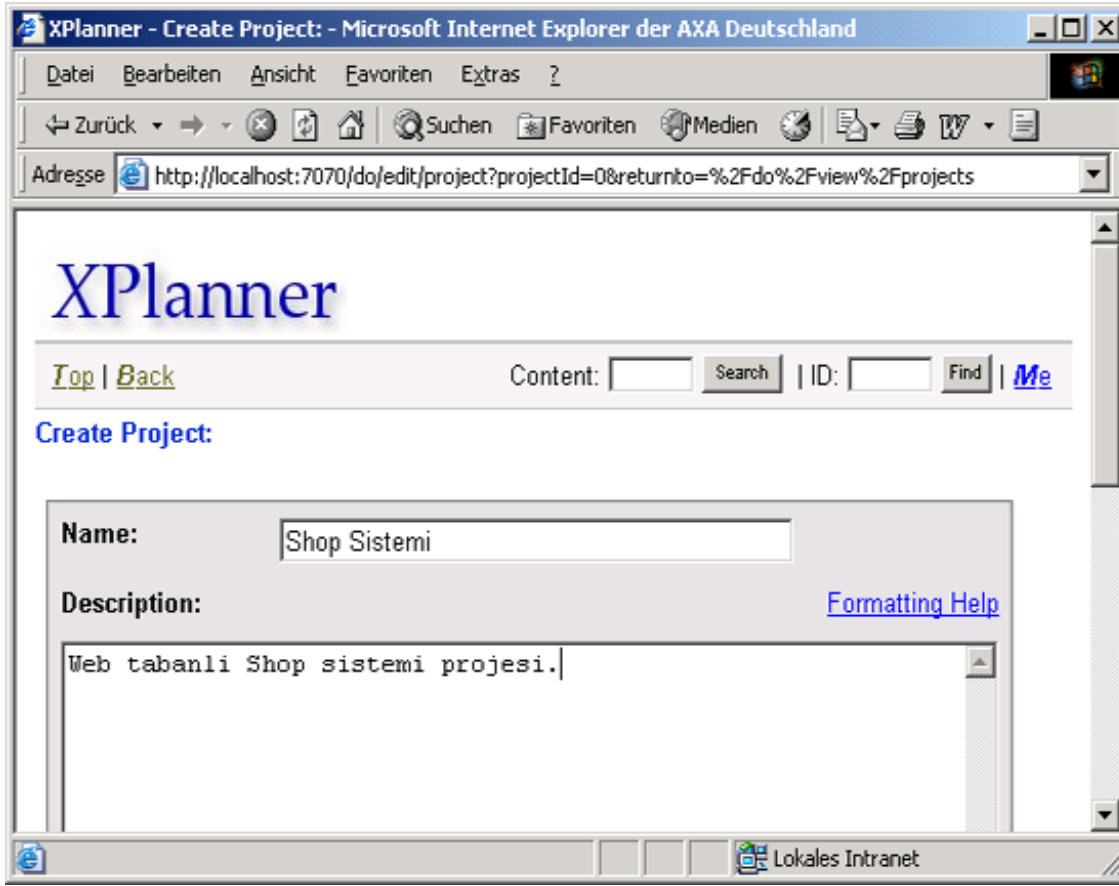 XPlanner - Create Project: - Microsoft Internet Explorer der AXA Deutschland
Datei Bearbeiten Ansicht Favoriten Extras ?
Zurück Suchen Favoriten Medien
Adresse http://localhost:7070/do/edit/project?projectId=0&returnto=%2Fdo%2Fview%2Fprojects
XPlanner
Top | Back Content: Search | ID: Find | Me
Create Project:
Name: Shop Sistemi
Description: Formatting Help
Web tabanli Shop sistemi projesi.
Lokales Intranet